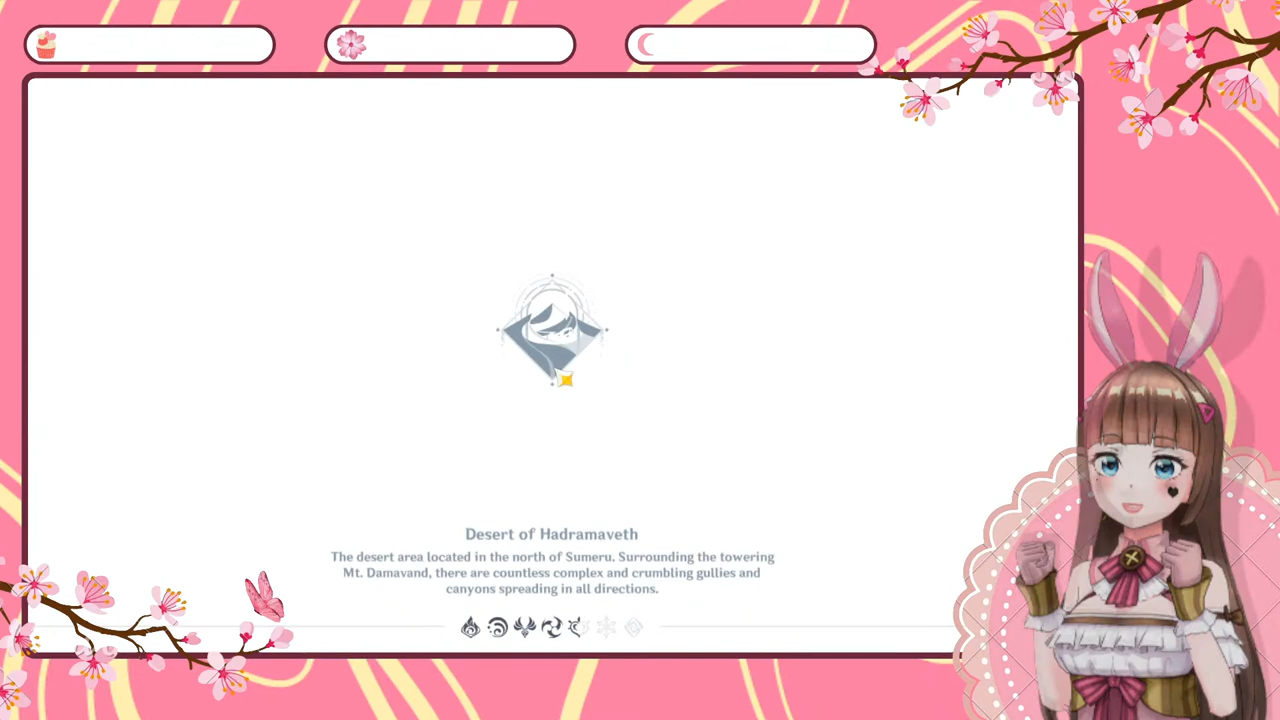 Desert of Hadramaveth
The desert area located in the north of Sumeru. Surrounding the towering
Mt. Damavand, there are countless complex and crumbling gullies and
canyons spreading in all directions.